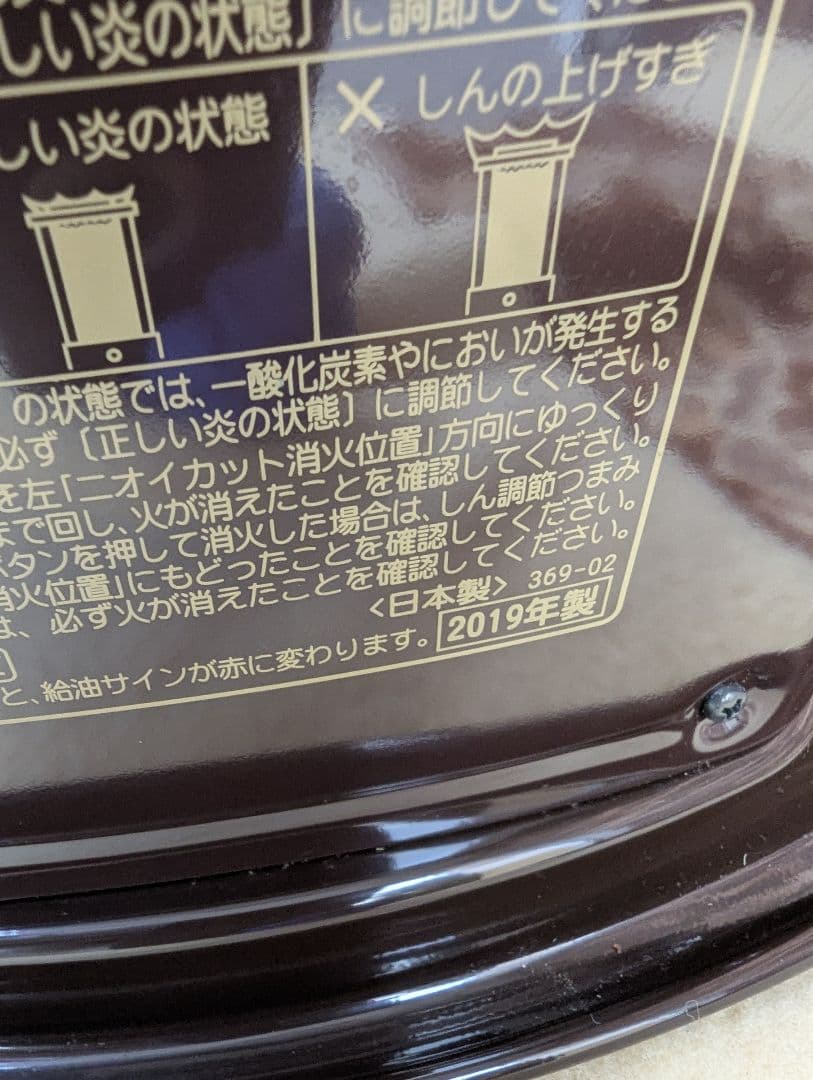 しい炎の状態〕に調節してくだ
しい炎の状態
× しんの上げすぎ
の状態では、一酸化炭素やにおいが発生する
必ず〔正しい炎の状態〕に調節してください。
を左「ニオイカット消火位置」方向にゆっくり
まで回し、火が消えたことを確認してください。
タンを押して消火した場合は、しん調節つまみ
消火位置」にもどったことを確認してください。
は、必ず火が消えたことを確認してください。
<日本製> 369-02
と、給油サインが赤に変わります。 2019年製